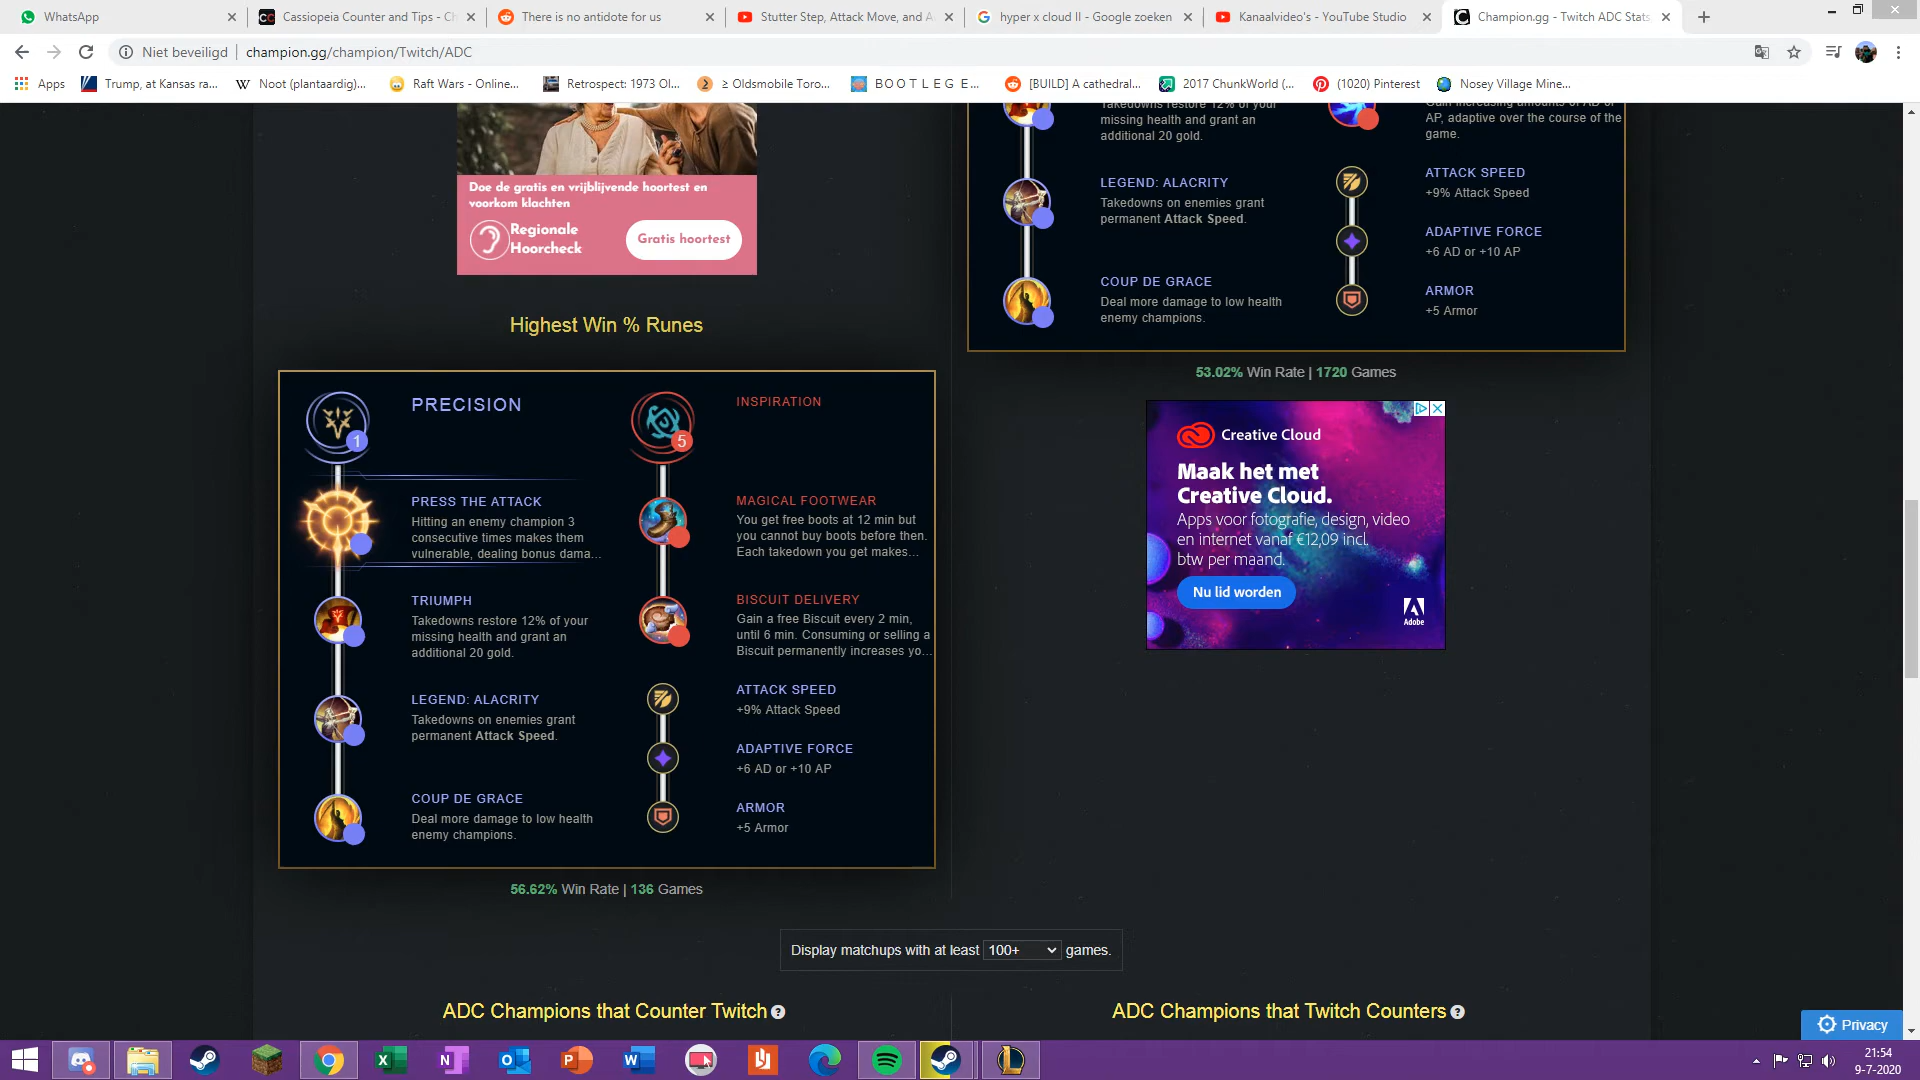 WhatsApp
Cassiopeia Counter and Tips - Ch
There is no antidote for us
Stutter Step, Attack Move, and A
hyper x cloud II - Google zoeken
Kanaalvideo's - YouTube Studio
Champion.gg - Twitch ADC Stats
Niet beveiligd | champion.gg/champion/Twitch/ADC
Apps
Trump, at Kansas ra...
Noot (plantaardig)...
Raft Wars - Online...
Retrospect: 1973 Ol...
≥ Oldsmobile Toro...
B O O T L E G E...
[BUILD] A cathedral...
2017 ChunkWorld (...
(1020) Pinterest
Nosey Village Mine...
Doe de gratis en vrijblijvende hoortest en
voorkom klachten
Regionale
Hoorcheck
Gratis hoortest
Takedowns restore 12% of your
missing health and grant an
additional 20 gold.
LEGEND: ALACRITY
Takedowns on enemies grant
permanent Attack Speed.
COUP DE GRACE
Deal more damage to low health
enemy champions.
Gain increasing amounts of AD or
AP, adaptive over the course of the
game.
ATTACK SPEED
+9% Attack Speed
ADAPTIVE FORCE
+6 AD or +10 AP
ARMOR
+5 Armor
53.02% Win Rate | 1720 Games
Highest Win % Runes
1
PRECISION
PRESS THE ATTACK
Hitting an enemy champion 3
consecutive times makes them
vulnerable, dealing bonus dama...
TRIUMPH
Takedowns restore 12% of your
missing health and grant an
additional 20 gold.
LEGEND: ALACRITY
Takedowns on enemies grant
permanent Attack Speed.
COUP DE GRACE
Deal more damage to low health
enemy champions.
5
INSPIRATION
MAGICAL FOOTWEAR
You get free boots at 12 min but
you cannot buy boots before then.
Each takedown you get makes...
BISCUIT DELIVERY
Gain a free Biscuit every 2 min,
until 6 min. Consuming or selling a
Biscuit permanently increases yo...
ATTACK SPEED
+9% Attack Speed
ADAPTIVE FORCE
+6 AD or +10 AP
ARMOR
+5 Armor
56.62% Win Rate | 136 Games
Creative Cloud
Maak het met
Creative Cloud.
Apps voor fotografie, design, video
en internet vanaf €12,09 incl.
btw per maand.
Nu lid worden
Adobe
Display matchups with at least 100+ games.
ADC Champions that Counter Twitch ?
ADC Champions that Twitch Counters ?
Privacy
21:54
9-7-2020